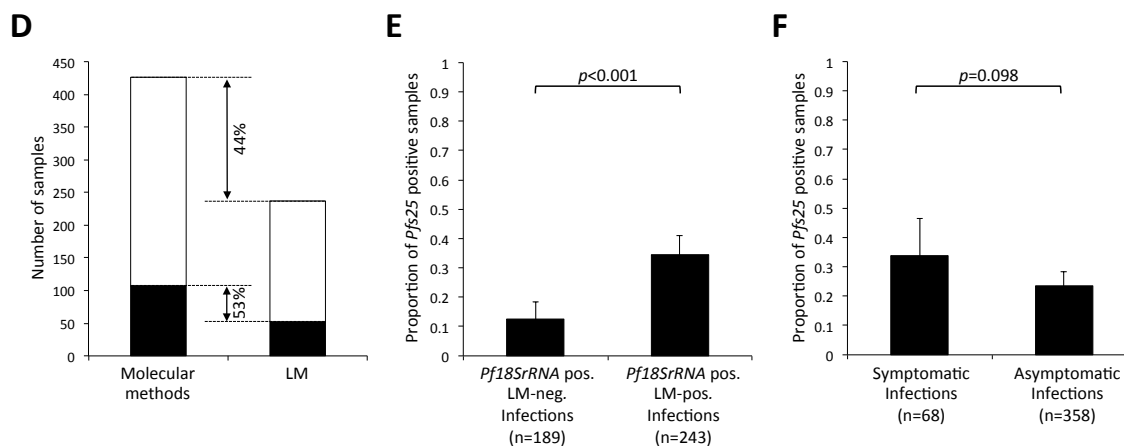 D
Number of samples
450
400
350
300
250
200
150
100
50
0
44%
53%
Molecular
methods
LM
E
Proportion of Pfs25 positive samples
1
0.9
0.8
0.7
0.6
0.5
0.4
0.3
0.2
0.1
0
p<0.001
Pf18SrRNA pos.
LM-neg.
Infections
(n=189)
Pf18SrRNA pos.
LM-pos.
Infections
(n=243)
F
Proportion of Pfs25 positive samples
1
0.9
0.8
0.7
0.6
0.5
0.4
0.3
0.2
0.1
0
p=0.098
Symptomatic
Infections
(n=68)
Asymptomatic
Infections
(n=358)